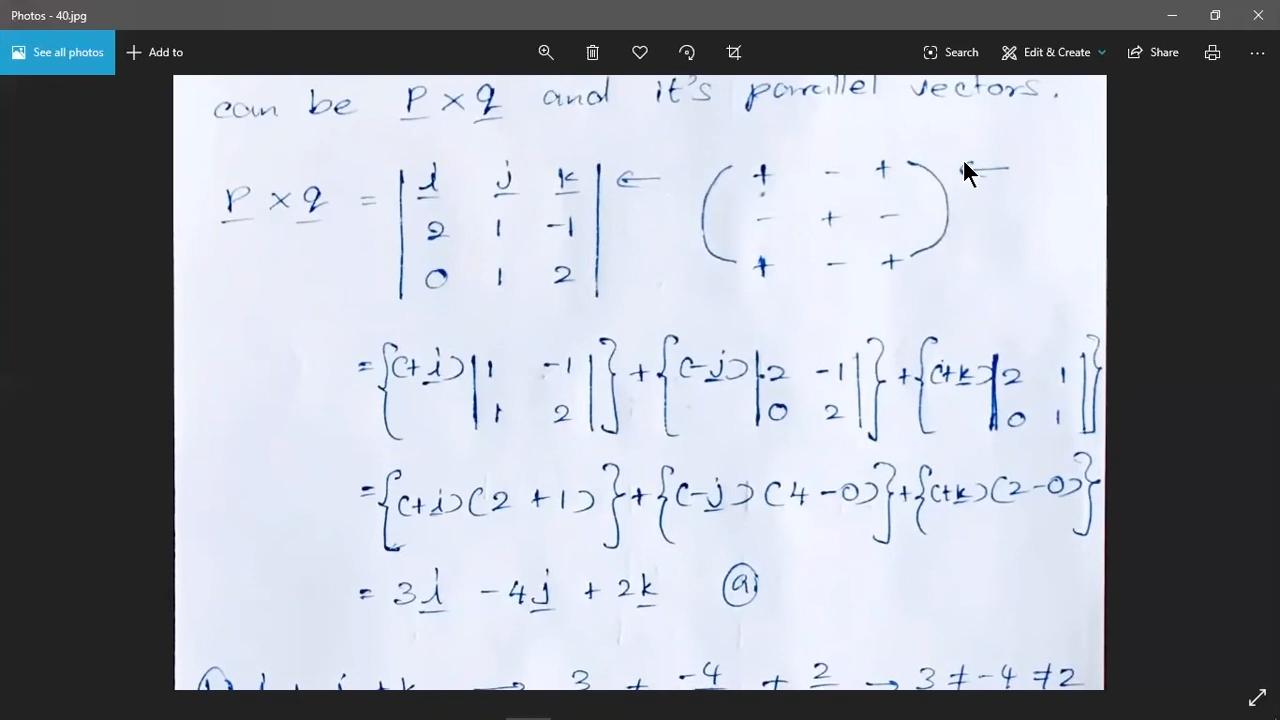 Photos - 40.jpg
See all photos
Add to
Search
Edit & Create
Share
can be P × q and it's parallel vectors.
P × q = | i j k | ← ( + - + ) ←
2 1 -1 - + -
0 1 2 + - +
= {(+i) | 1 -1 |} + {(-j) | 2 -1 |} + {(+k) | 2 1 |}
1 2 0 2 0 1
= {(+i)(2 + 1)} + {(-j)(4 - 0)} + {(+k)(2 - 0)}
= 3i - 4j + 2k (a)
3 + -4 + 2 → 3 ≠ -4 ≠ 2